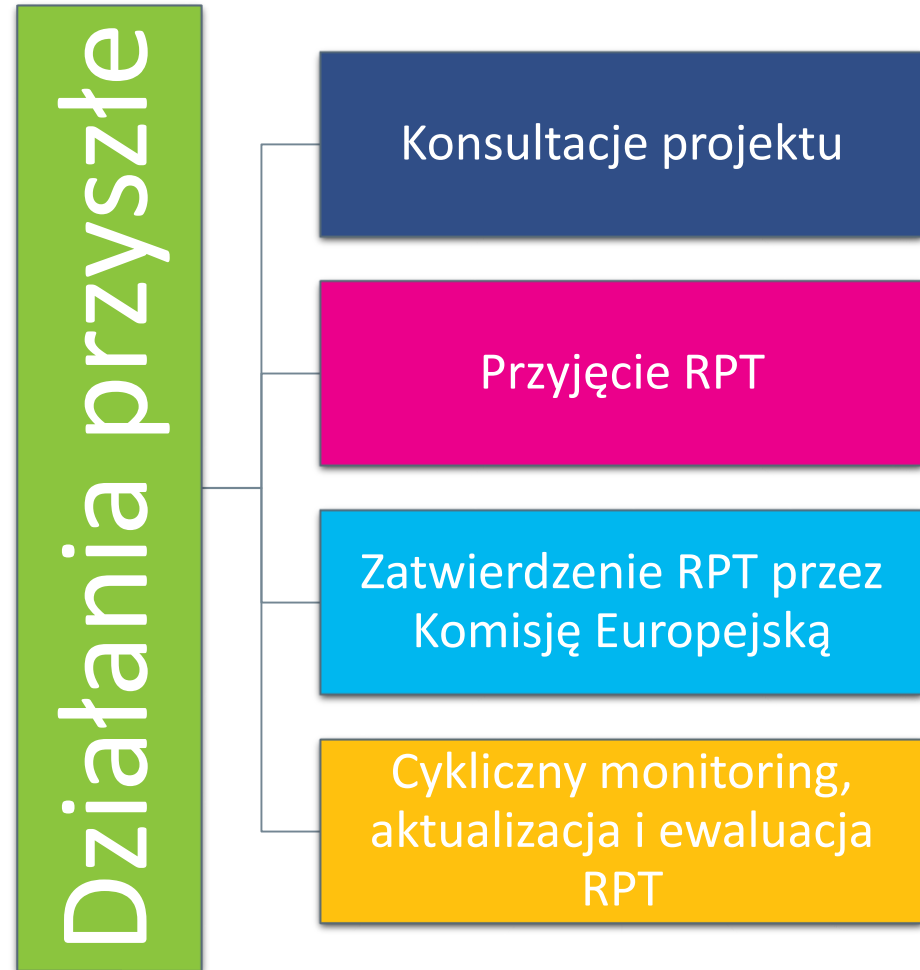 Działania przyszłe
Konsultacje projektu
Przyjęcie RPT
Zatwierdzenie RPT przez
Komisję Europejską
Cykliczny monitoring,
aktualizacja i ewaluacja
RPT